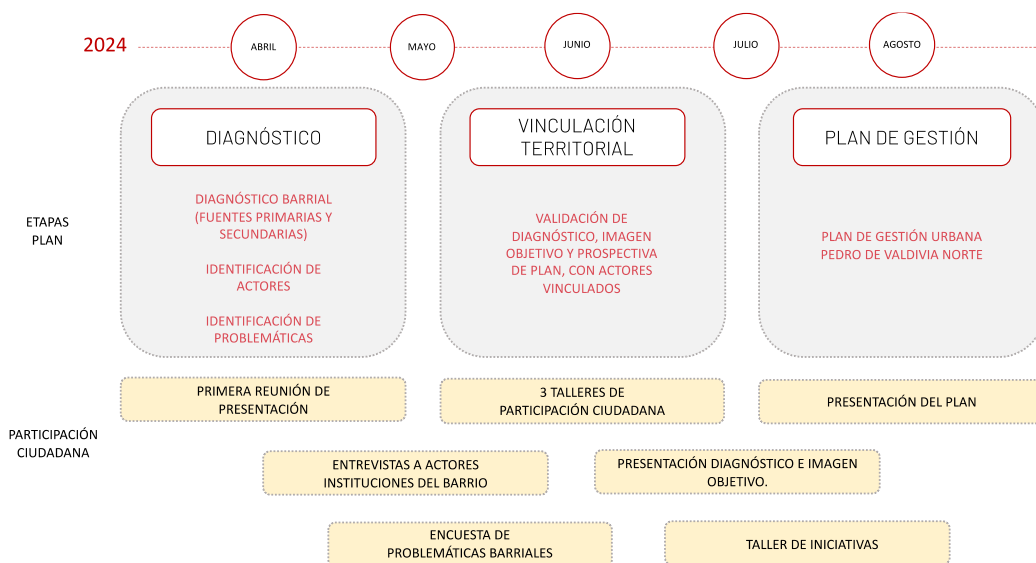 2024
ABRIL
MAYO
JUNIO
JULIO
AGOSTO
DIAGNÓSTICO
VINCULACIÓN
TERRITORIAL
PLAN DE GESTIÓN
ETAPAS
PLAN
DIAGNÓSTICO BARRIAL
(FUENTES PRIMARIAS Y
SECUNDARIAS)
IDENTIFICACIÓN DE
ACTORES
IDENTIFICACIÓN DE
PROBLEMÁTICAS
VALIDACIÓN DE
DIAGNÓSTICO, IMAGEN
OBJETIVO Y PROSPECTIVA
DE PLAN, CON ACTORES
VINCULADOS
PLAN DE GESTIÓN URBANA
PEDRO DE VALDIVIA NORTE
PARTICIPACIÓN
CIUDADANA
PRIMERA REUNIÓN DE
PRESENTACIÓN
3 TALLERES DE
PARTICIPACIÓN CIUDADANA
PRESENTACIÓN DEL PLAN
ENTREVISTAS A ACTORES
INSTITUCIONES DEL BARRIO
PRESENTACIÓN DIAGNÓSTICO E IMAGEN
OBJETIVO.
ENCUESTA DE
PROBLEMÁTICAS BARRIALES
TALLER DE INICIATIVAS